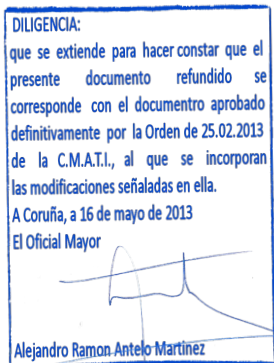 DILIGENCIA:
que se extiende para hacer constar que el
presente documento refundido se
corresponde con el documentro aprobado
definitivamente por la Orden de 25.02.2013
de la C.M.A.T.I., al que se incorporan
las modificaciones señaladas en ella.
A Coruña, a 16 de mayo de 2013
El Oficial Mayor
Alejandro Ramon Antelo Martinez